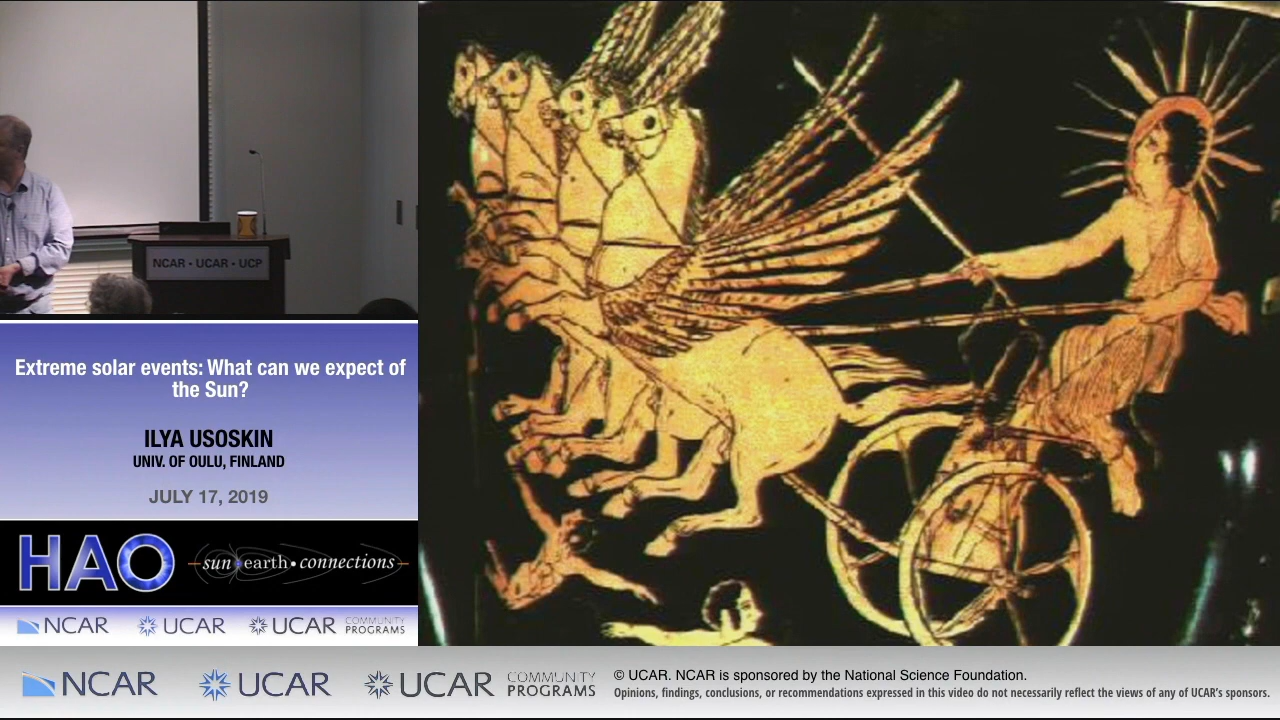 NCAR • UCAR • UCP
Extreme solar events: What can we expect of
the Sun?
ILYA USOSKIN
UNIV. OF OULU, FINLAND
JULY 17, 2019
HAO
sun earth • connections
NCAR
UCAR
UCAR
COMMUNITY
PROGRAMS
NCAR
UCAR
UCAR
COMMUNITY
PROGRAMS
© UCAR. NCAR is sponsored by the National Science Foundation.
Opinions, findings, conclusions, or recommendations expressed in this video do not necessarily reflect the views of any of UCAR's sponsors.